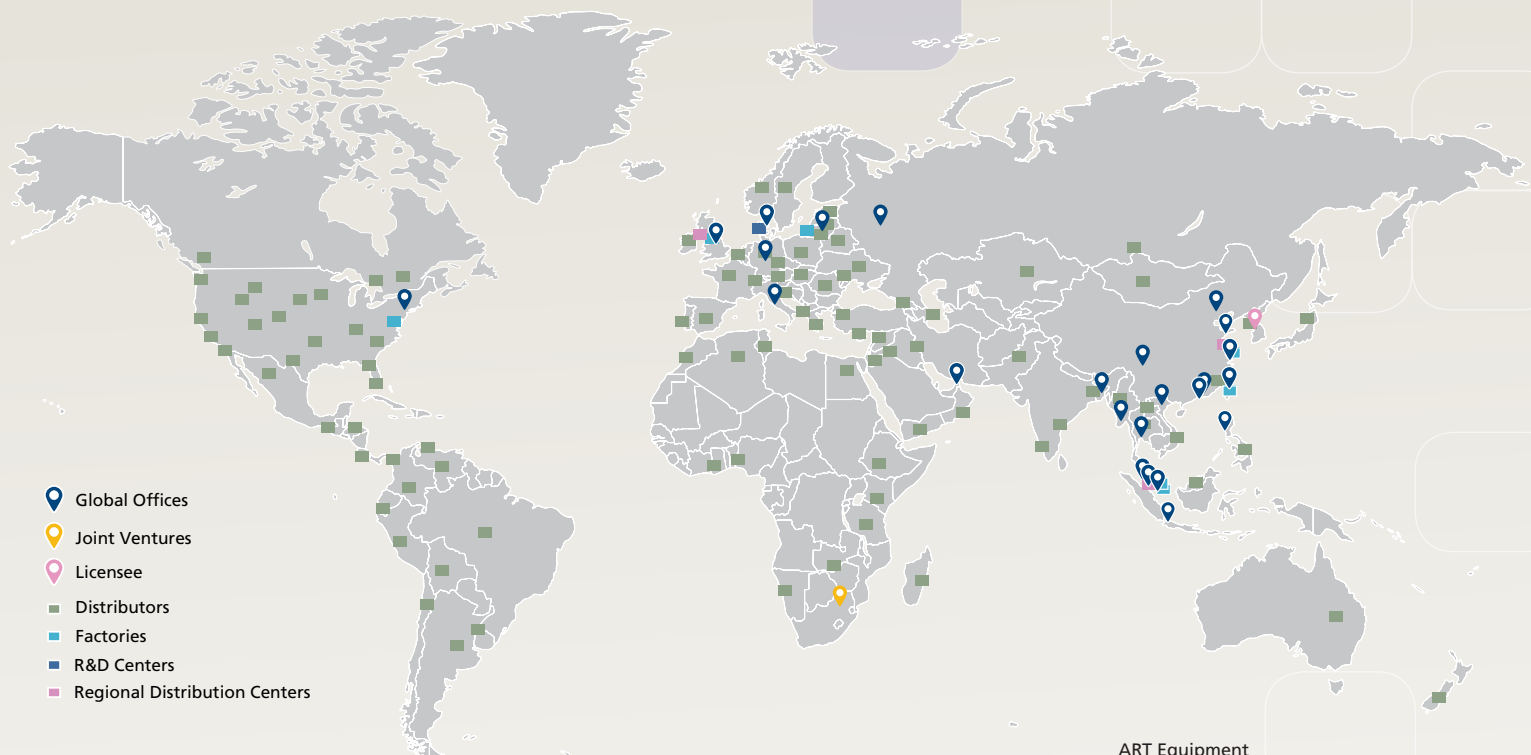 Global Offices
Joint Ventures
Licensee
Distributors
Factories
R&D Centers
Regional Distribution Centers
ART Equipment